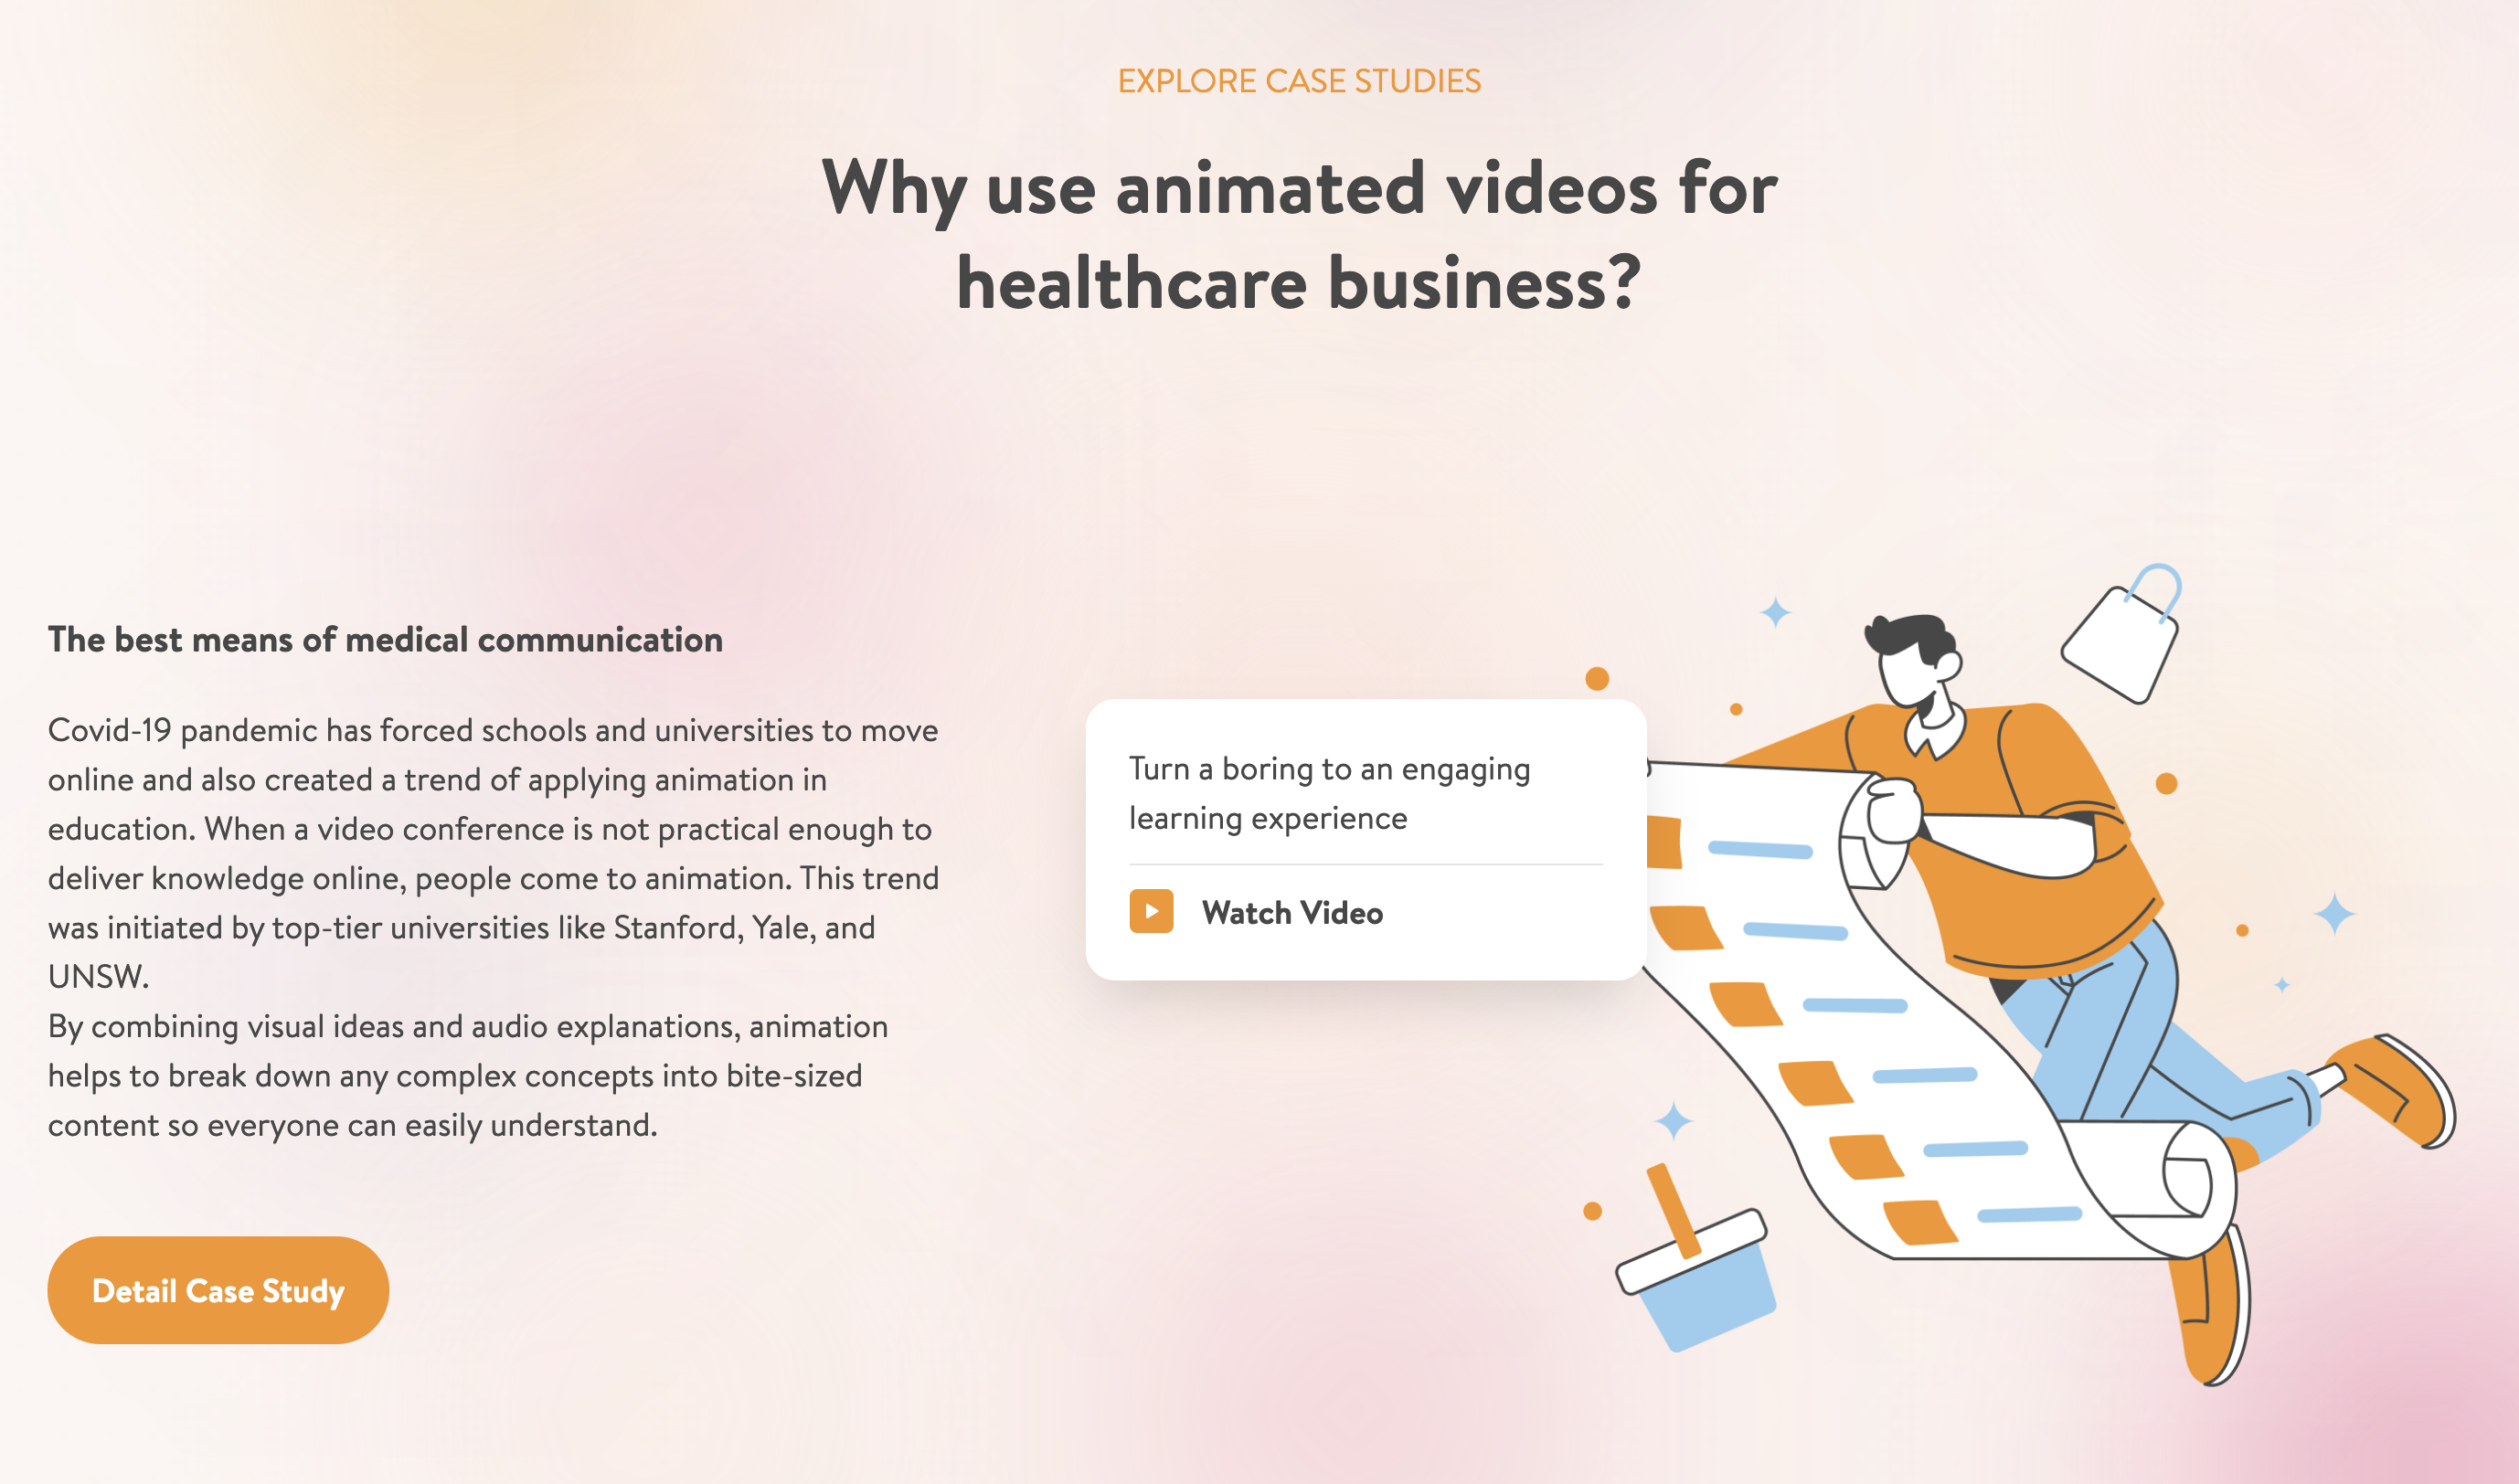 EXPLORE CASE STUDIES
Why use animated videos for
healthcare business?
The best means of medical communication
Covid-19 pandemic has forced schools and universities to move
online and also created a trend of applying animation in
education. When a video conference is not practical enough to
deliver knowledge online, people come to animation. This trend
was initiated by top-tier universities like Stanford, Yale, and
UNSW.
By combining visual ideas and audio explanations, animation
helps to break down any complex concepts into bite-sized
content so everyone can easily understand.
Detail Case Study
Turn a boring to an engaging
learning experience
Watch Video